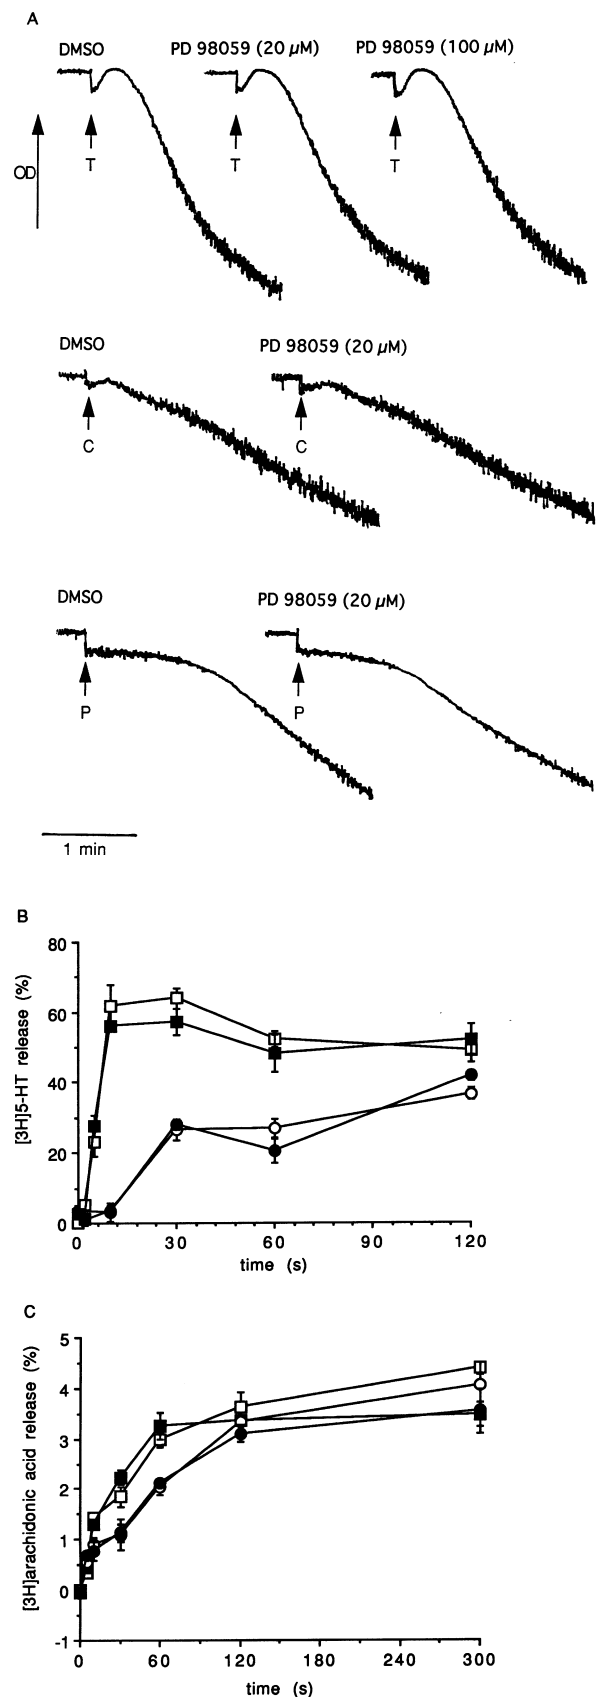 A
DMSO
PD 98059 (20 µM)
PD 98059 (100 µM)
OD
T
T
T
DMSO
PD 98059 (20 µM)
C
C
DMSO
PD 98059 (20 µM)
P
P
1 min
B
[3H]5-HT release (%)
80
60
40
20
0
0 30 60 90 120
time (s)
C
[3H]arachidonic acid release (%)
5
4
3
2
1
0
-1
0 60 120 180 240 300
time (s)